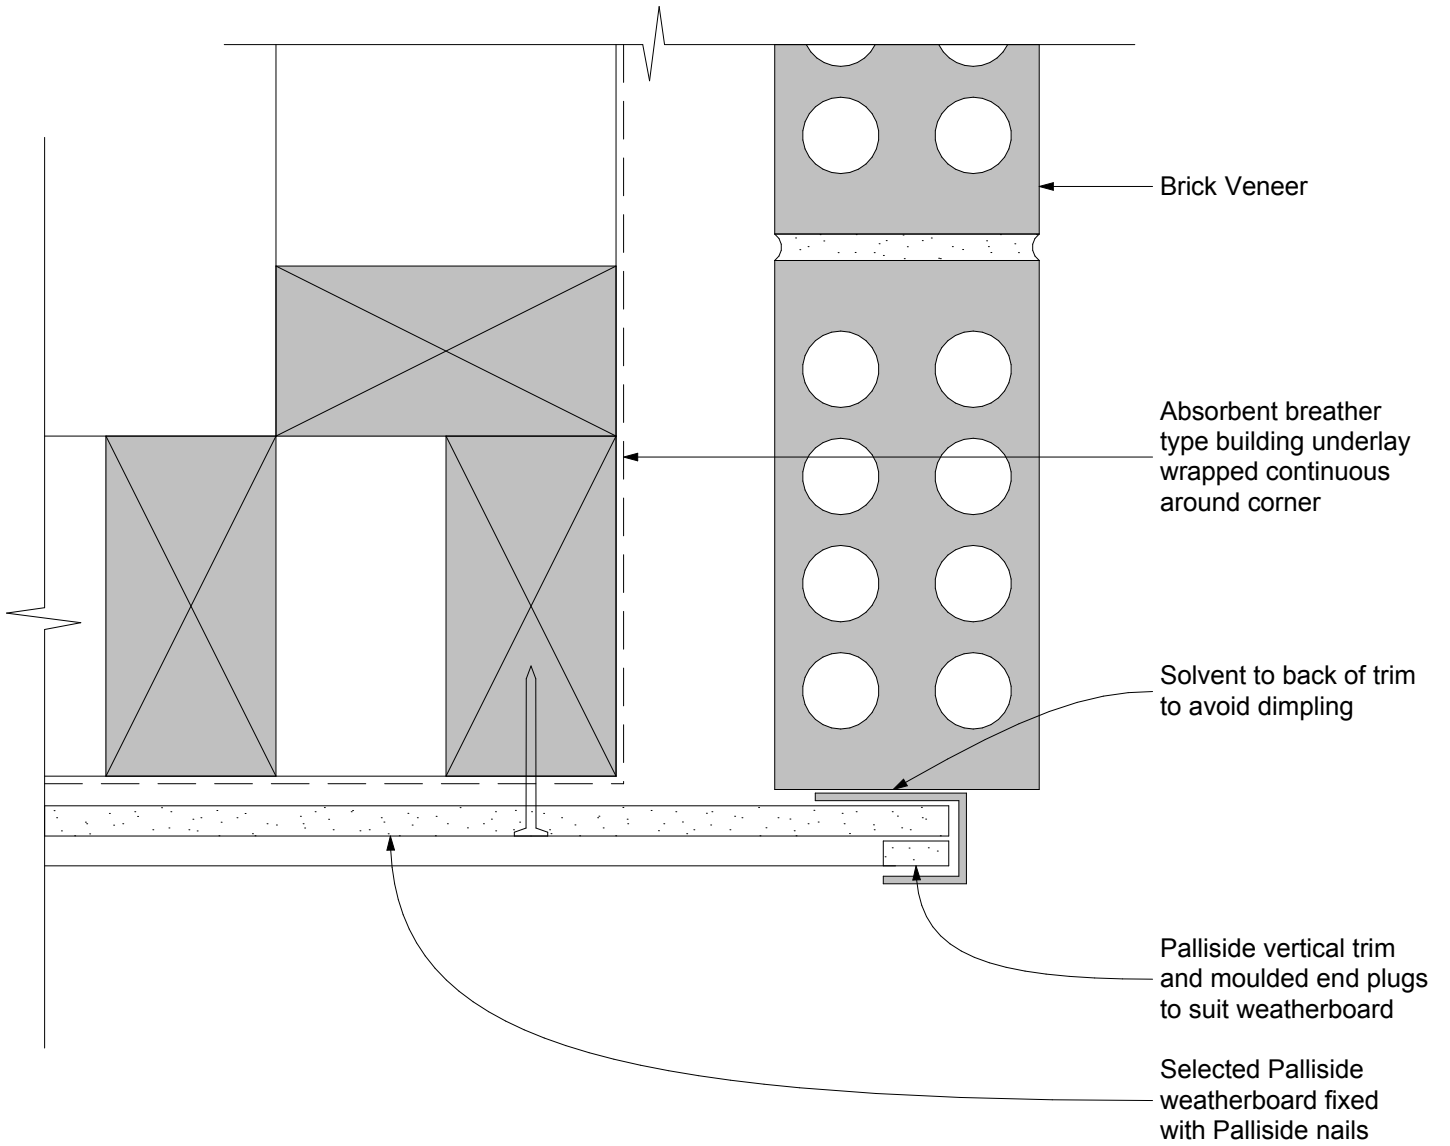 Brick Veneer
Absorbent breather
type building underlay
wrapped continuous
around corner
Solvent to back of trim
to avoid dimpling
Palliside vertical trim
and moulded end plugs
to suit weatherboard
Selected Palliside
weatherboard fixed
with Palliside nails